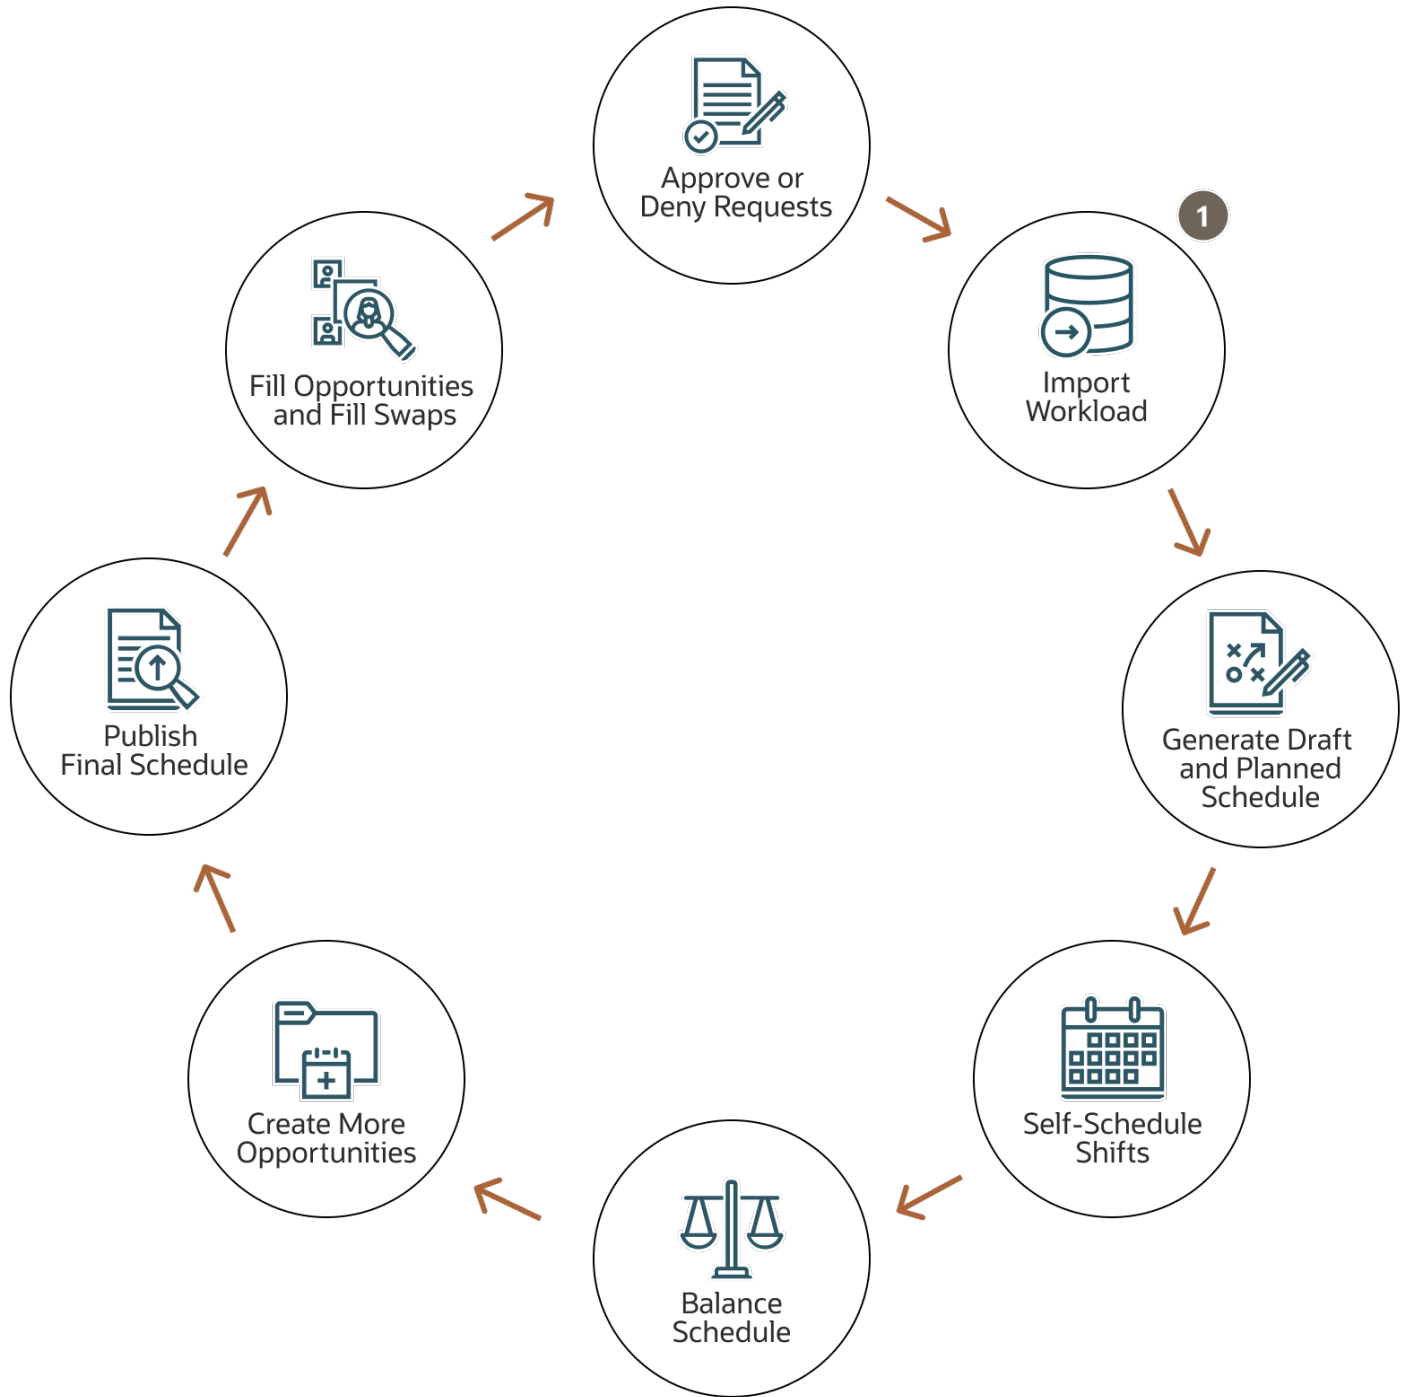 Approve or
Deny Requests
1
Import
Workload
Generate Draft
and Planned
Schedule
Self-Schedule
Shifts
Balance
Schedule
Create More
Opportunities
Publish
Final Schedule
Fill Opportunities
and Fill Swaps